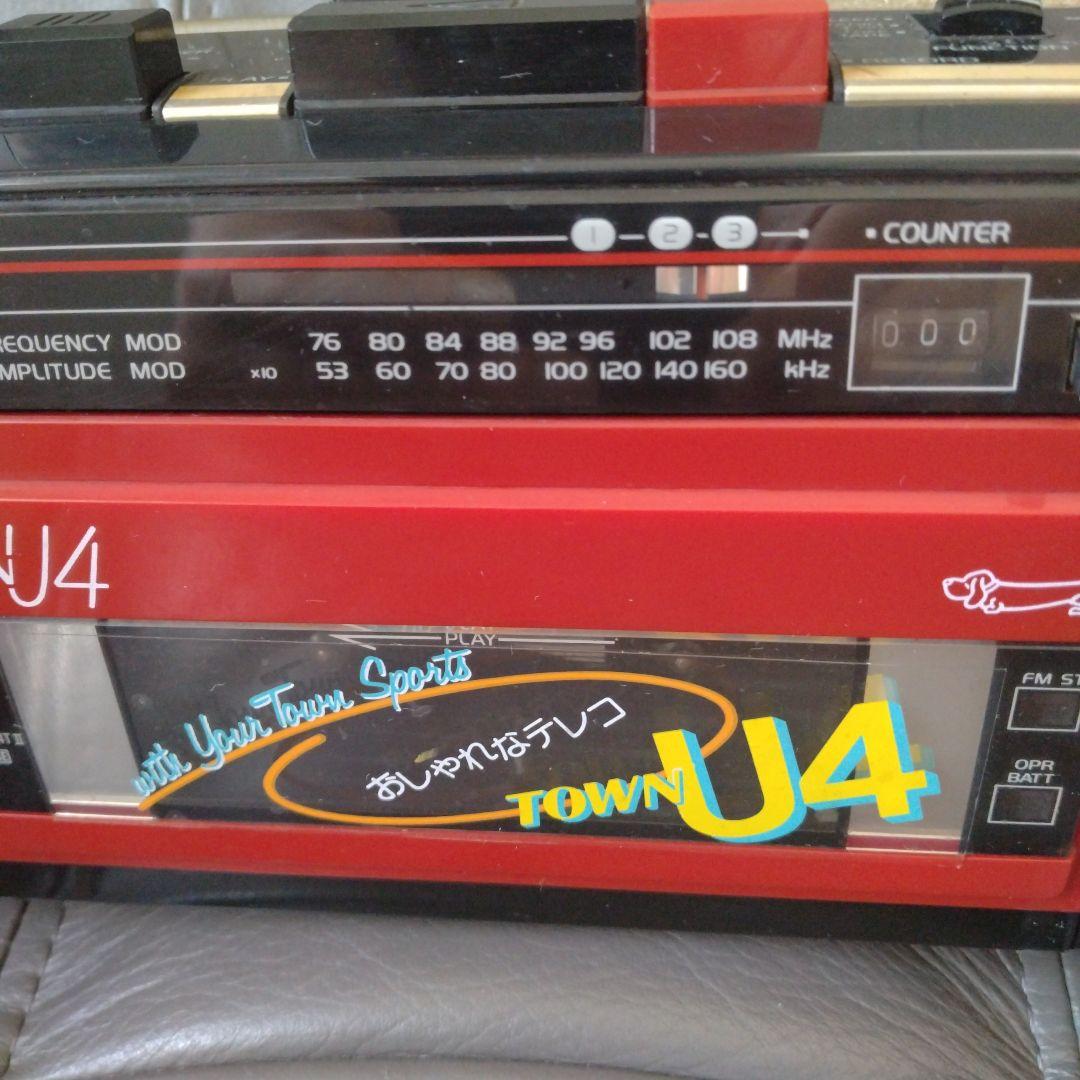 RECORD
1 2 3
COUNTER
000
REQUENCY MOD 76 80 84 88 92 96 102 108 MHz
MPLITUDE MOD ×10 53 60 70 80 100 120 140 160 kHz
N U4
PLAY
with Your Town Sports
おしゃれなテレコ
TOWN U4
FM ST
OPR
BATT